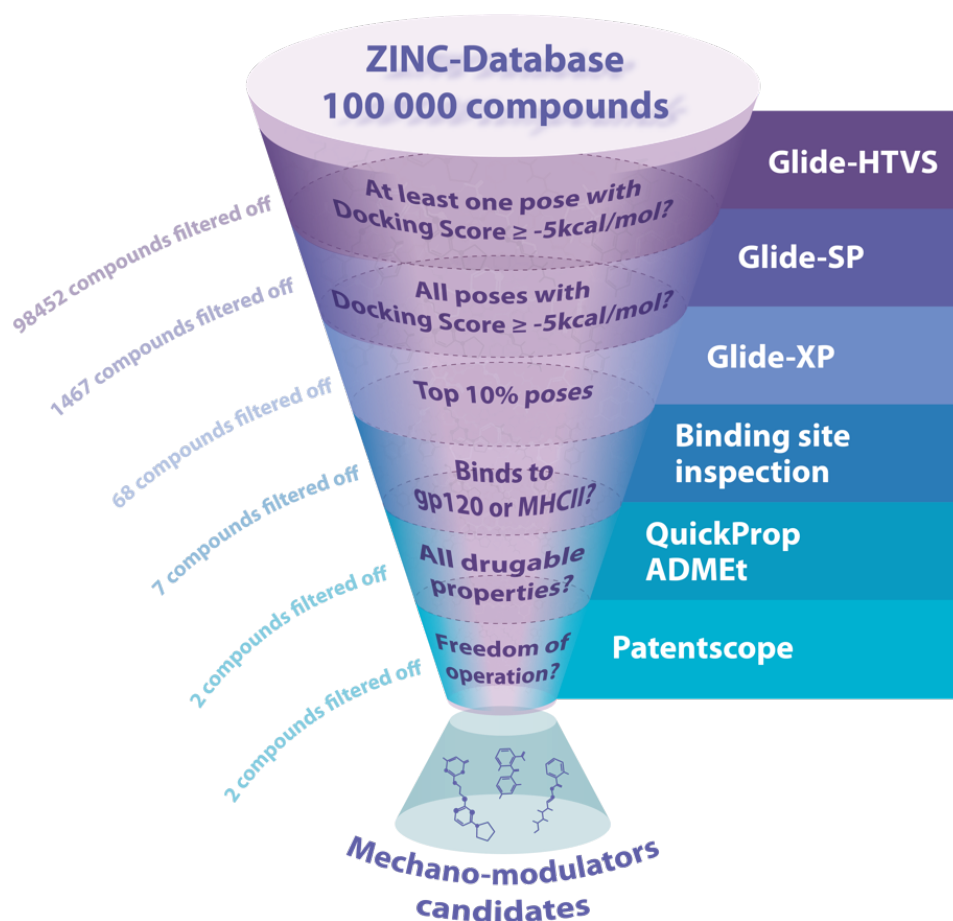 ZINC-Database
100 000 compounds
Glide-HTVS
At least one pose with
Docking Score ≥ -5kcal/mol?
98452 compounds filtered off
Glide-SP
All poses with
Docking Score ≥ -5kcal/mol?
1467 compounds filtered off
Glide-XP
Top 10% poses
68 compounds filtered off
Binding site
inspection
Binds to
gp120 or MHCII?
7 compounds filtered off
QuickProp
ADMEt
All drugable
properties?
2 compounds filtered off
Patentscope
Freedom of
operation?
2 compounds filtered off
Mechano-modulators
candidates